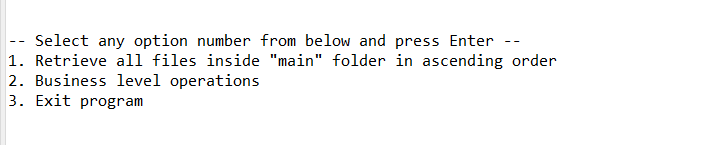 -- Select any option number from below and press Enter --
1. Retrieve all files inside "main" folder in ascending order
2. Business level operations
3. Exit program